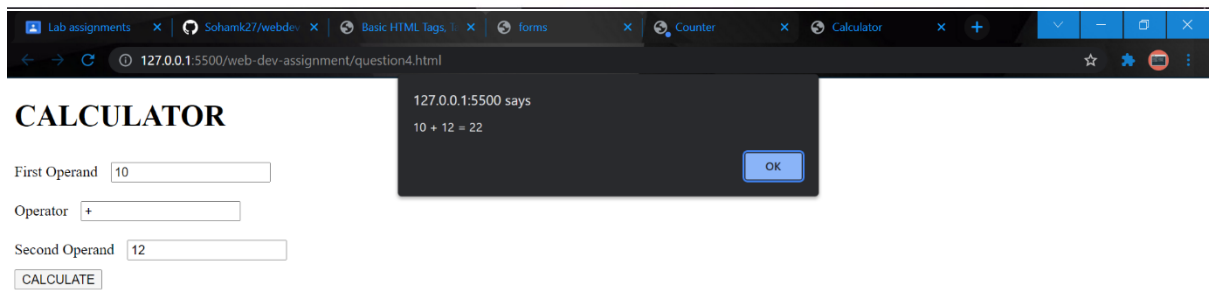 Lab assignments Sohamk27/webdev Basic HTML Tags, forms Counter Calculator
127.0.0.1:5500/web-dev-assignment/question4.html
127.0.0.1:5500 says
10 + 12 = 22
OK
CALCULATOR
First Operand 10
Operator +
Second Operand 12
CALCULATE